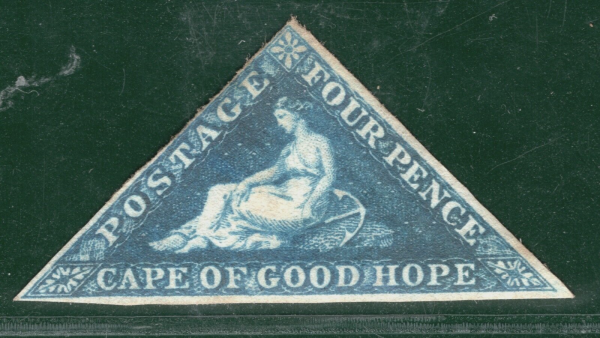 POSTAGE
FOUR PENCE
CAPE OF GOOD HOPE